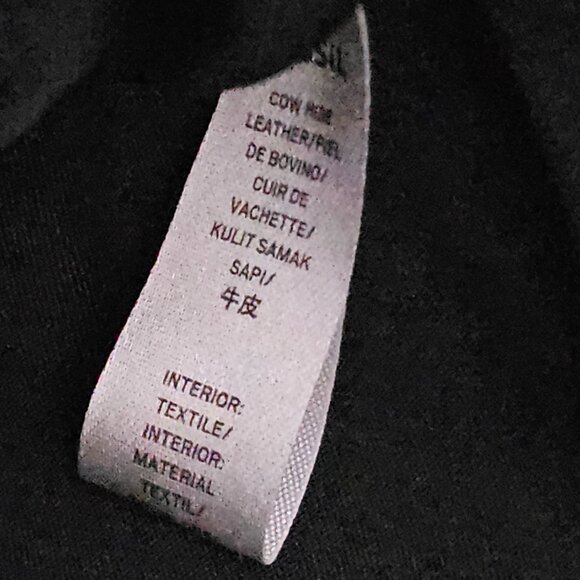 COW HIDE
LEATHER/PIEL
DE BOVINO/
CUIR DE
VACHETTE/
KULIT SAMAK
SAPI/
牛皮
INTERIOR:
TEXTILE/
INTERIOR:
MATERIAL
TEXTIL/